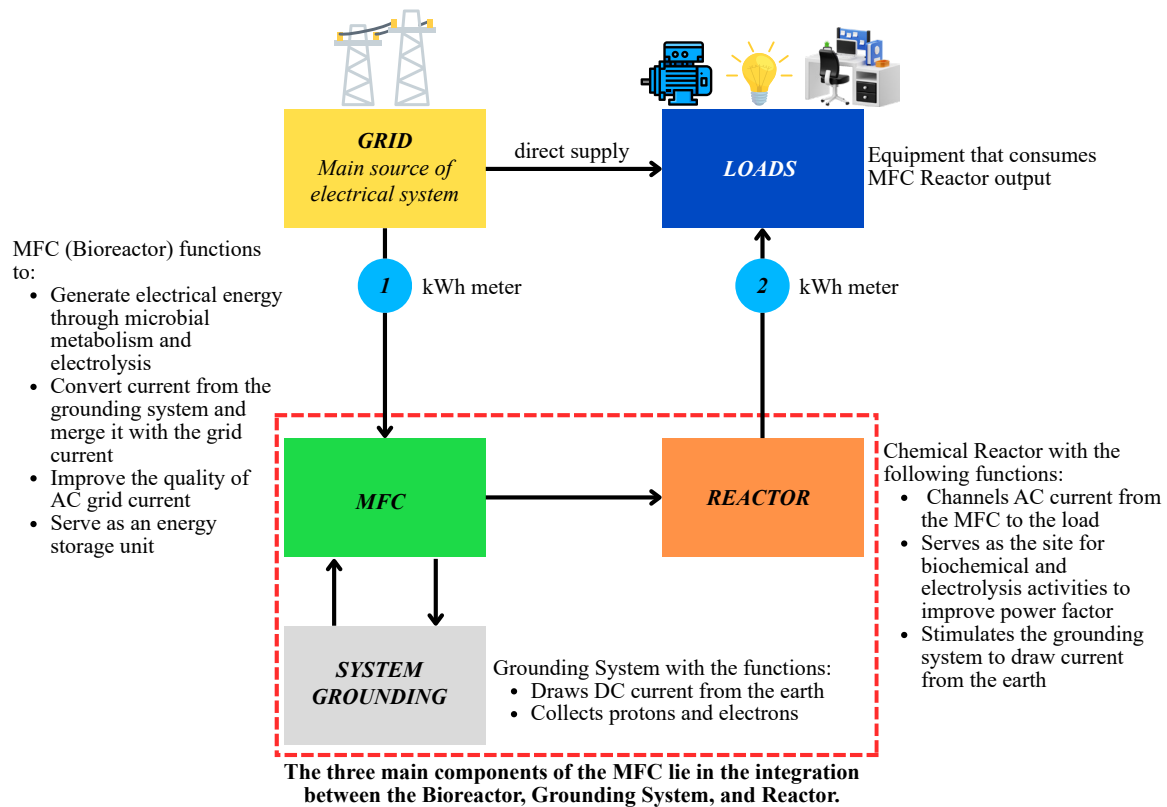 GRID
Main source of
electrical system
direct supply
LOADS
Equipment that consumes
MFC Reactor output
MFC (Bioreactor) functions
to:
• Generate electrical energy
through microbial
metabolism and
electrolysis
• Convert current from the
grounding system and
merge it with the grid
current
• Improve the quality of
AC grid current
• Serve as an energy
storage unit
1
kWh meter
2
kWh meter
MFC
REACTOR
Chemical Reactor with the
following functions:
• Channels AC current from
the MFC to the load
• Serves as the site for
biochemical and
electrolysis activities to
improve power factor
• Stimulates the grounding
system to draw current
from the earth
SYSTEM
GROUNDING
Grounding System with the functions:
• Draws DC current from the earth
• Collects protons and electrons
The three main components of the MFC lie in the integration
between the Bioreactor, Grounding System, and Reactor.